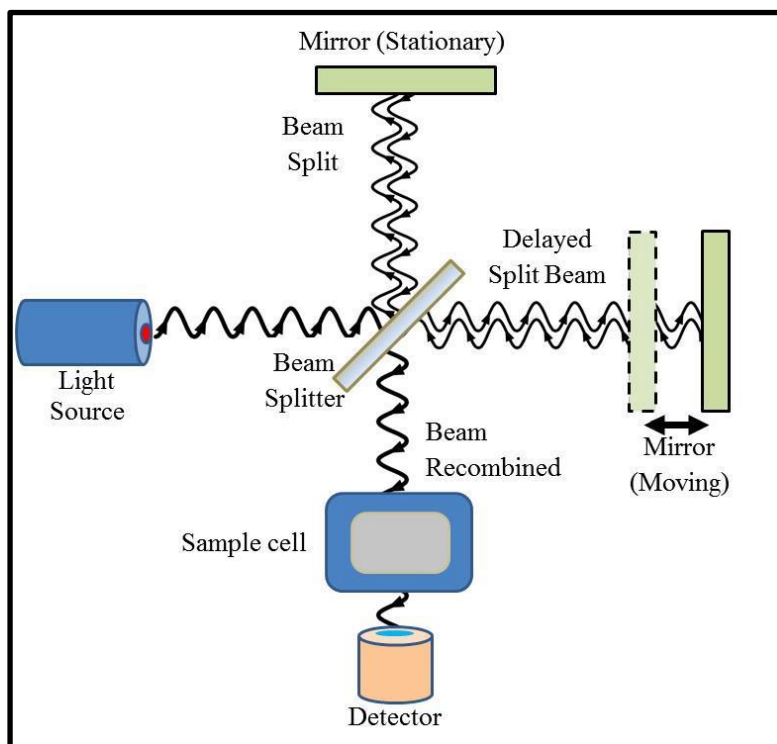 Mirror (Stationary)
Beam
Split
Delayed
Split Beam
Light
Source
Beam
Splitter
Beam
Recombined
Mirror
(Moving)
Sample cell
Detector